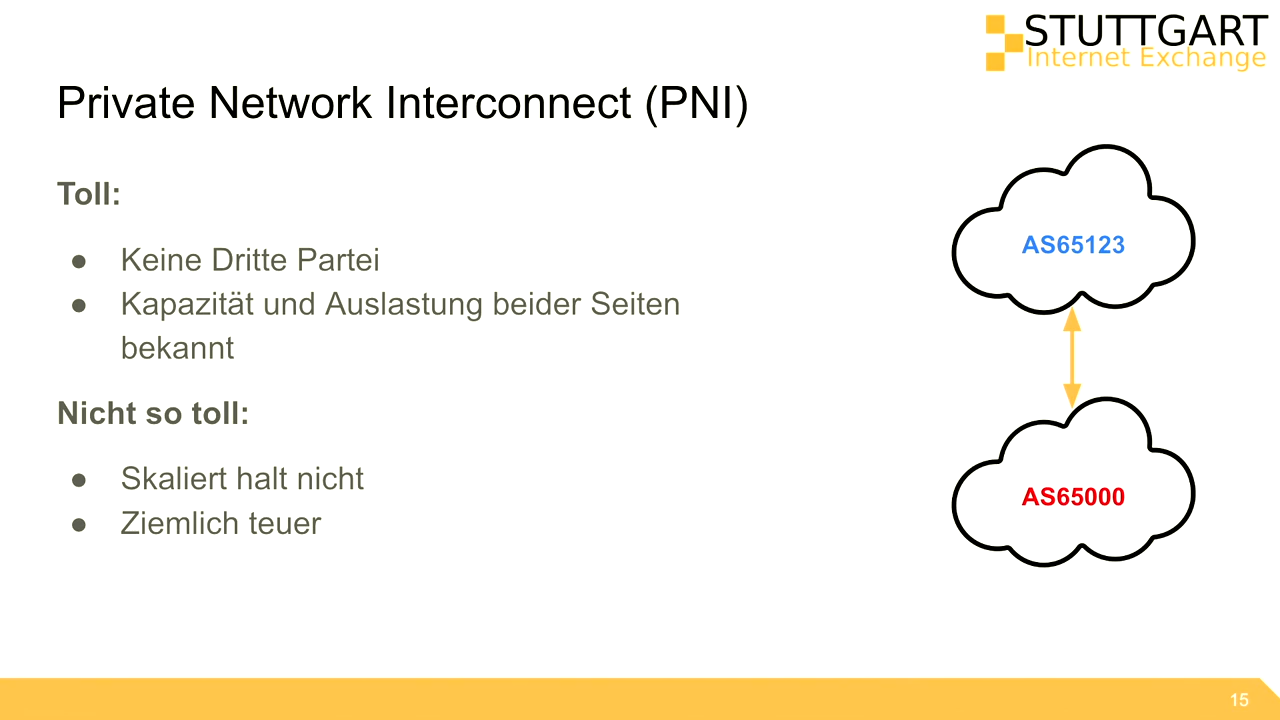 STUTTGART
Internet Exchange
Private Network Interconnect (PNI)
Toll:
● Keine Dritte Partei
● Kapazität und Auslastung beider Seiten
bekannt
Nicht so toll:
● Skaliert halt nicht
● Ziemlich teuer
AS65123
AS65000
15